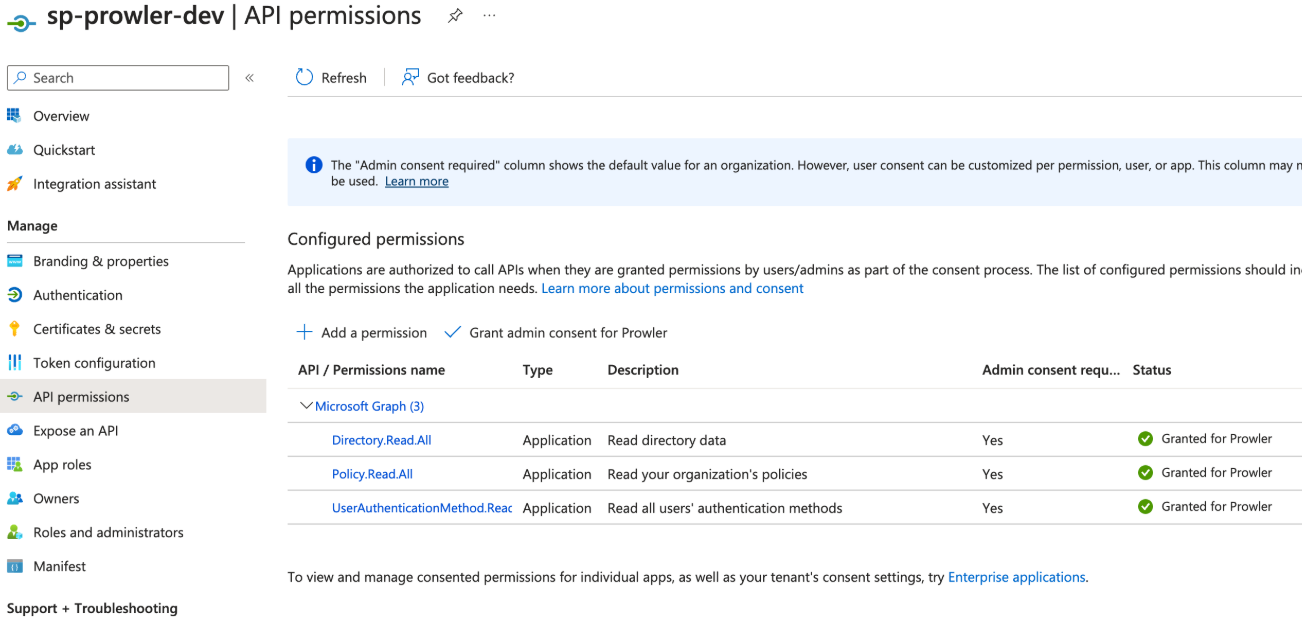 sp-prowler-dev | API permissions
Search
Refresh
Got feedback?
Overview
Quickstart
Integration assistant
Manage
Branding & properties
Authentication
Certificates & secrets
Token configuration
API permissions
Expose an API
App roles
Owners
Roles and administrators
Manifest
Support + Troubleshooting
The "Admin consent required" column shows the default value for an organization. However, user consent can be customized per permission, user, or app. This column may
be used. Learn more
Configured permissions
Applications are authorized to call APIs when they are granted permissions by users/admins as part of the consent process. The list of configured permissions should
all the permissions the application needs. Learn more about permissions and consent
Add a permission
Grant admin consent for Prowler
API / Permissions name Type Description Admin consent requ... Status
Microsoft Graph (3)
Directory.Read.All Application Read directory data Yes Granted for Prowler
Policy.Read.All Application Read your organization's policies Yes Granted for Prowler
UserAuthenticationMethod.Read Application Read all users' authentication methods Yes Granted for Prowler
To view and manage consented permissions for individual apps, as well as your tenant's consent settings, try Enterprise applications.